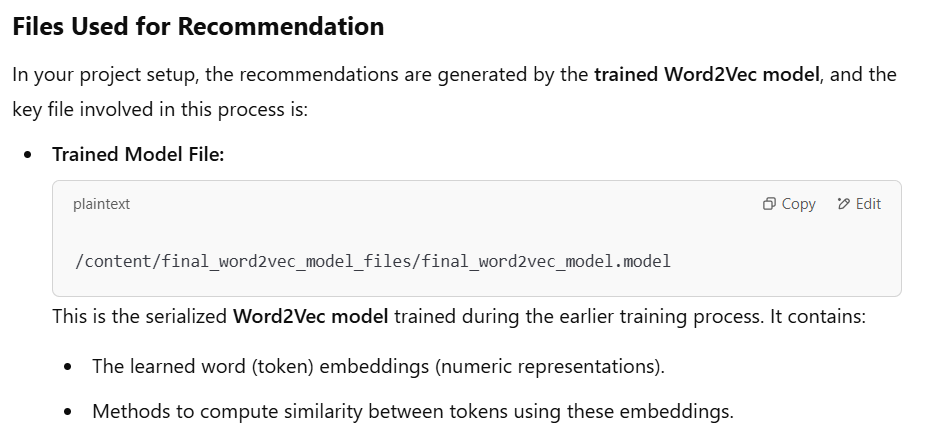 Files Used for Recommendation
In your project setup, the recommendations are generated by the trained Word2Vec model, and the
key file involved in this process is:
• Trained Model File:
plaintext Copy Edit
/content/final_word2vec_model_files/final_word2vec_model.model
This is the serialized Word2Vec model trained during the earlier training process. It contains:
• The learned word (token) embeddings (numeric representations).
• Methods to compute similarity between tokens using these embeddings.